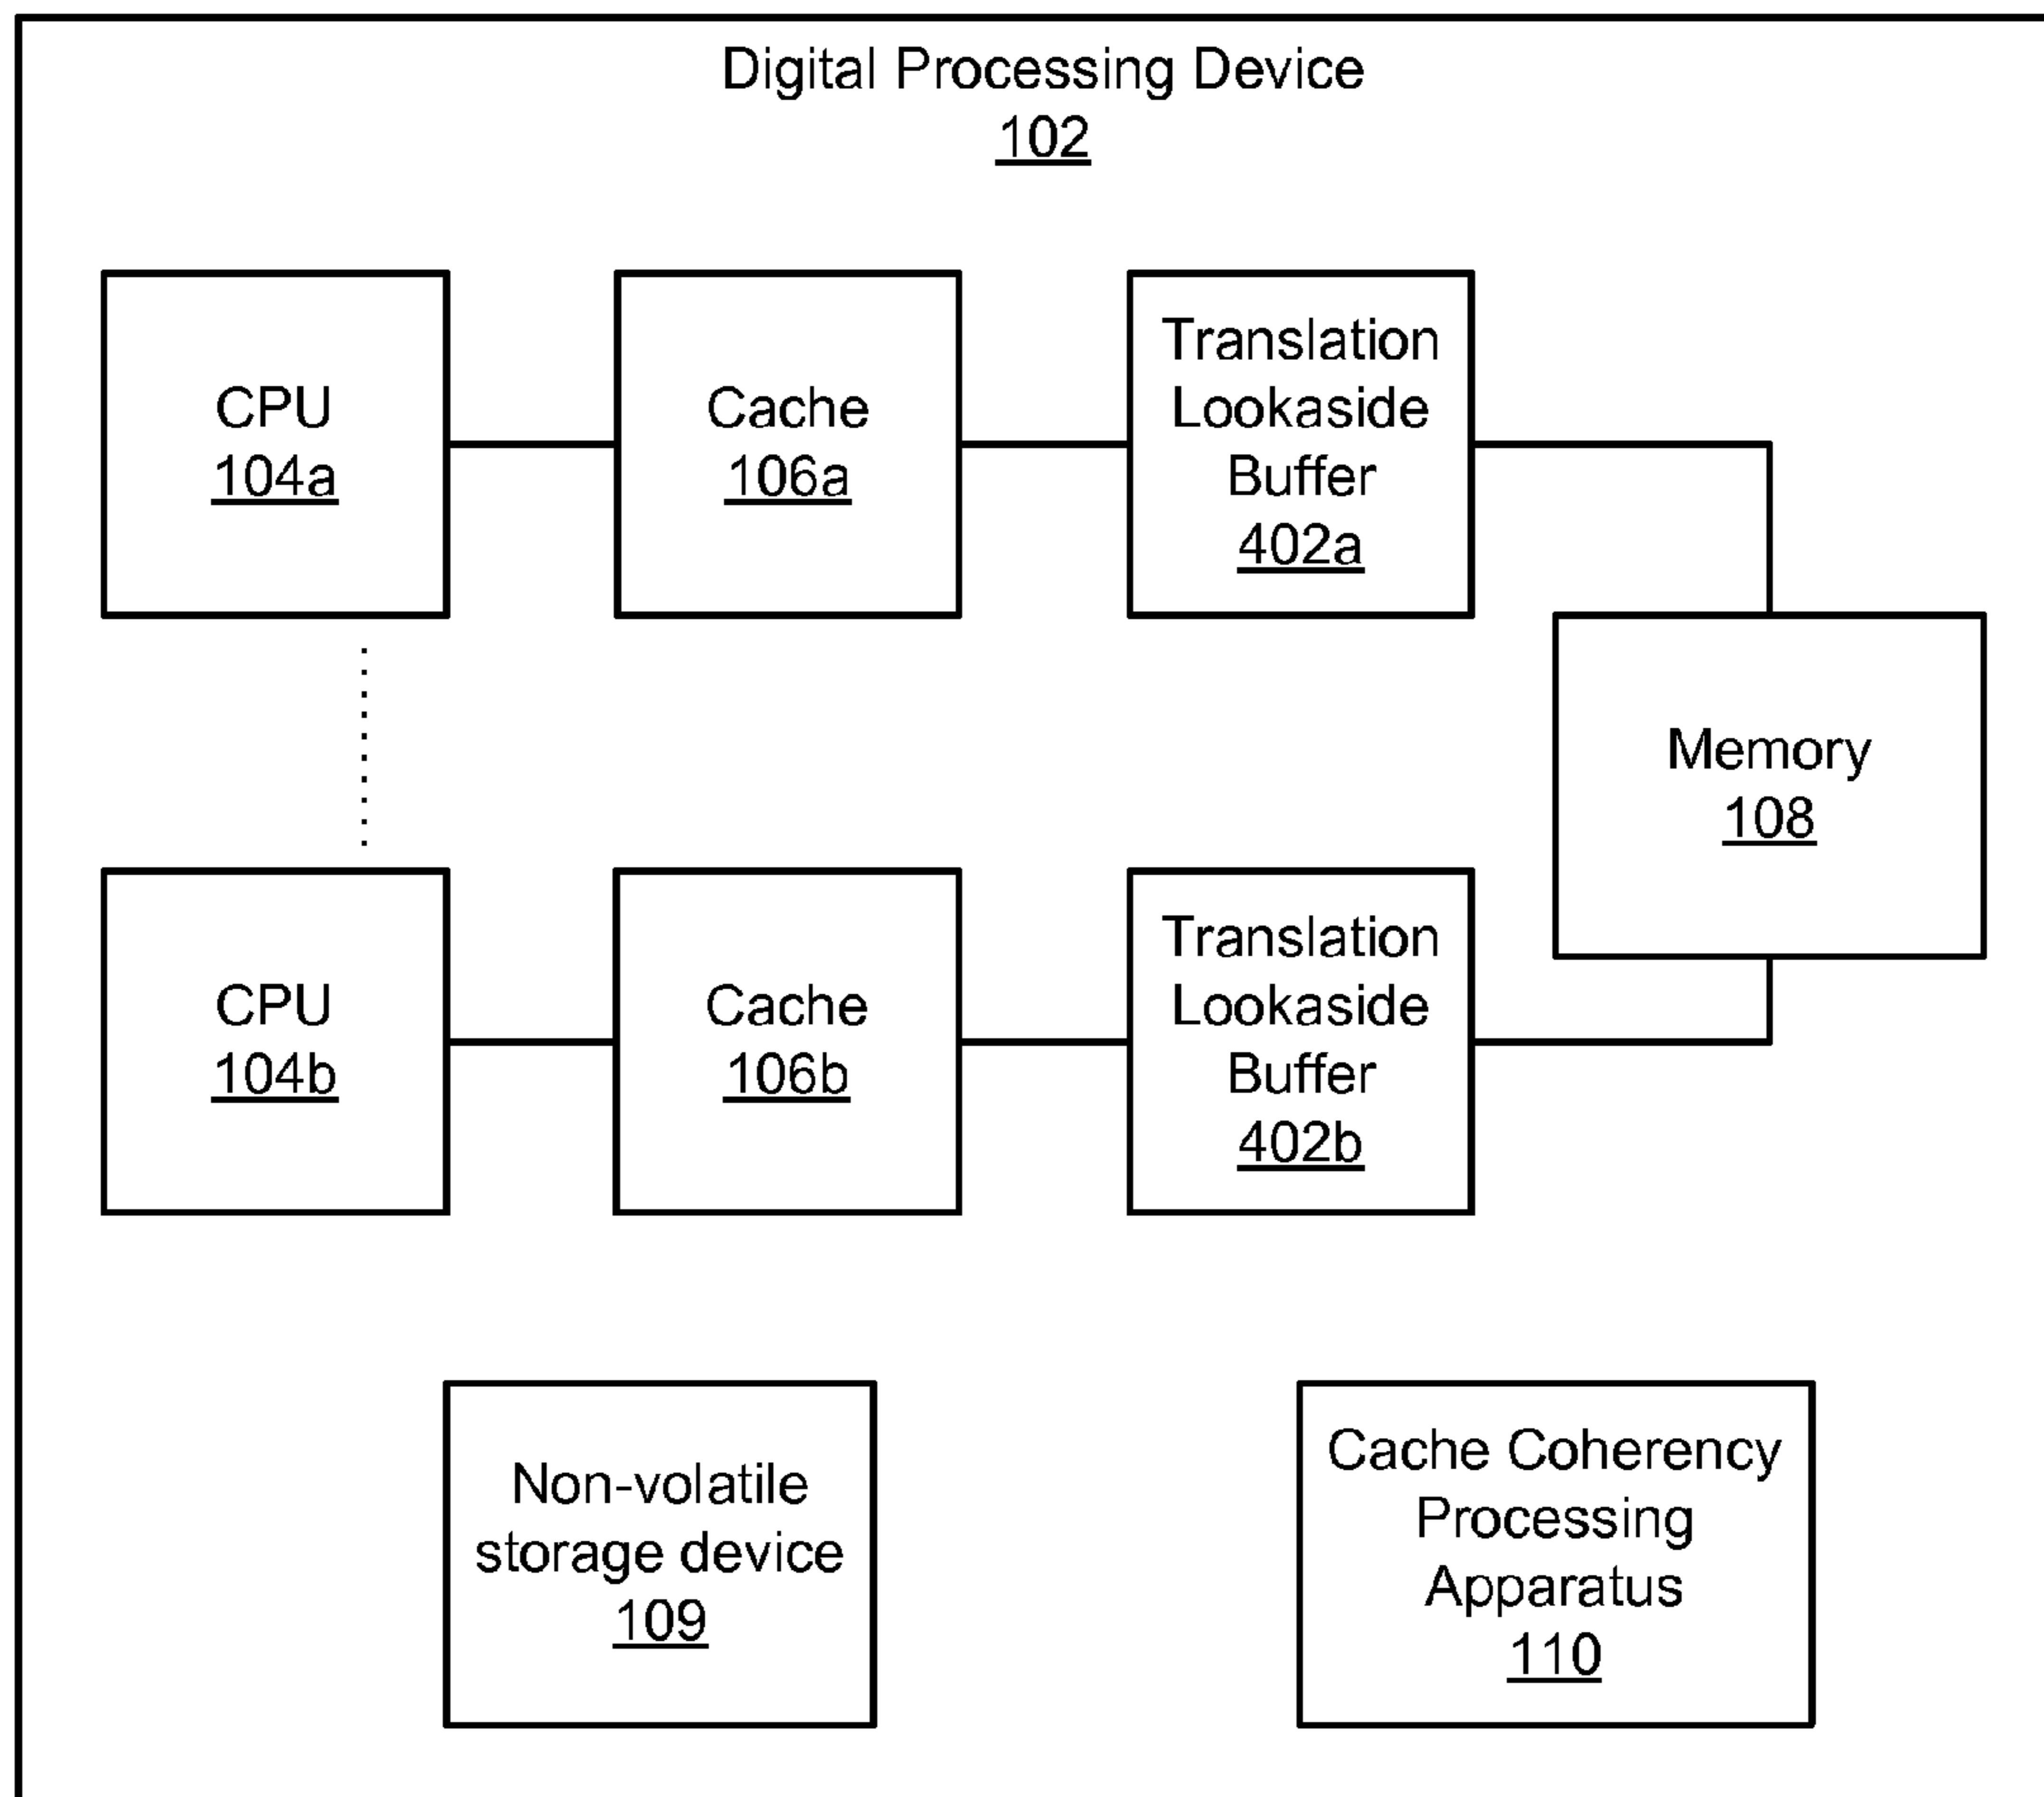 Digital Processing Device
102
CPU
104a
Cache
106a
Translation
Lookaside
Buffer
402a
Memory
108
CPU
104b
Cache
106b
Translation
Lookaside
Buffer
402b
Non-volatile
storage device
109
Cache Coherency
Processing
Apparatus
110